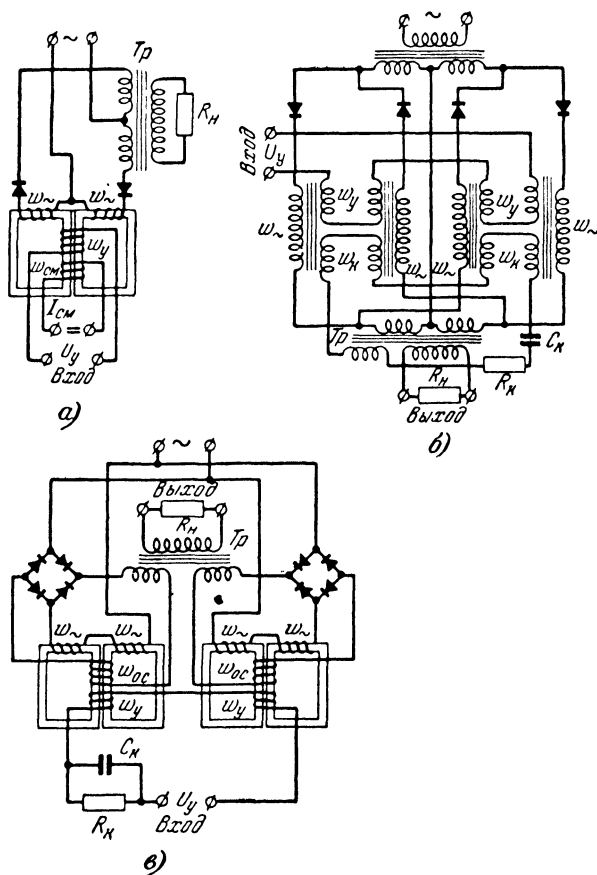 ~
Тр
Rн
w~ w~
wу
wсм
Iсм
=
Uу
Вход
а)
~
Вход
Uу
wу wу
w~ w~ w~ w~
wк wк
Тр
Cк
Rк
Rн
Выход
б)
~
Выход
Rн
Тр
w~ w~ w~ w~
wос wос
wу wу
Cк
Rк
Uу
Вход
в)